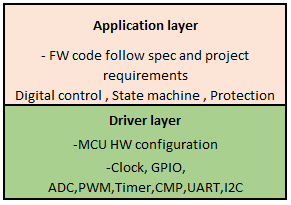 Application layer
- FW code follow spec and project
requirements
Digital control , State machine , Protection
Driver layer
-MCU HW configuration
-Clock, GPIO,
ADC,PWM,Timer,CMP,UART,I2C